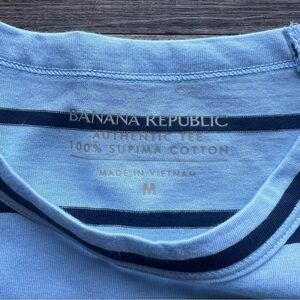 BANANA REPUBLIC
AUTHENTIC TEE
100% SUPIMA COTTON
MADE IN VIETNAM
M